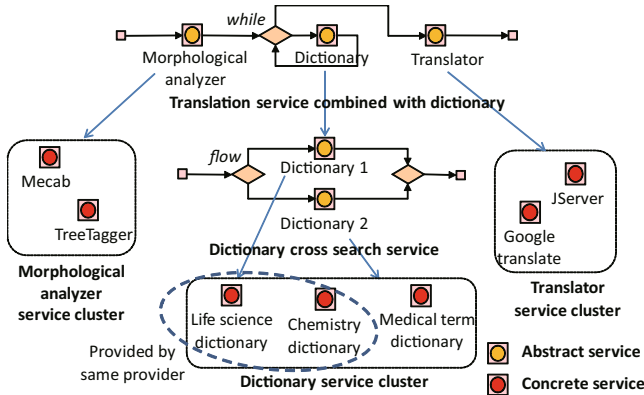 while
Morphological
analyzer
Dictionary
Translator
Translation service combined with dictionary
flow
Dictionary 1
Mecab
TreeTagger
Dictionary 2
JServer
Google
translate
Dictionary cross search service
Morphological
analyzer
service cluster
Translator
service cluster
Life science
dictionary
Chemistry
dictionary
Medical term
dictionary
Provided by
same provider
Dictionary service cluster
Abstract service
Concrete service